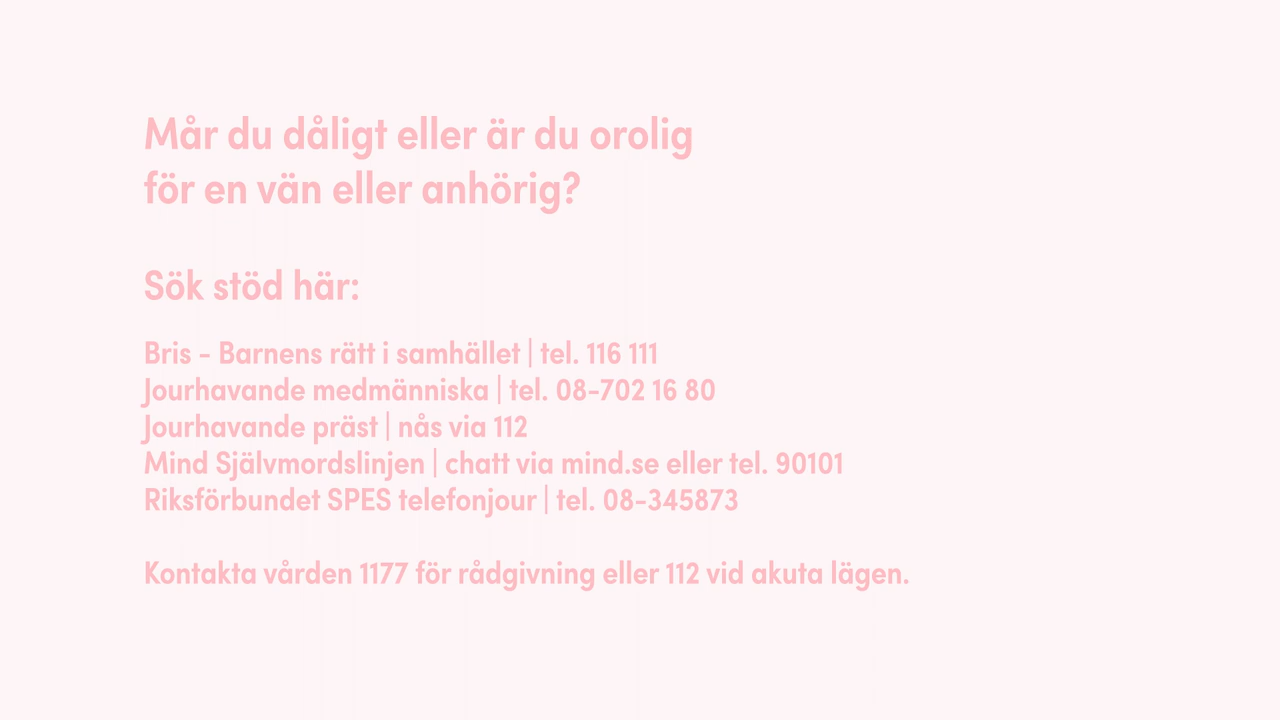 Mår du dåligt eller är du orolig
för en vän eller anhörig?
Sök stöd här:
Bris - Barnens rätt i samhället | tel. 116 111
Jourhavande medmänniska | tel. 08-702 16 80
Jourhavande präst | nås via 112
Mind Självmordslinjen | chatt via mind.se eller tel. 90101
Riksförbundet SPES telefonjour | tel. 08-345873
Kontakta vården 1177 för rådgivning eller 112 vid akuta lägen.